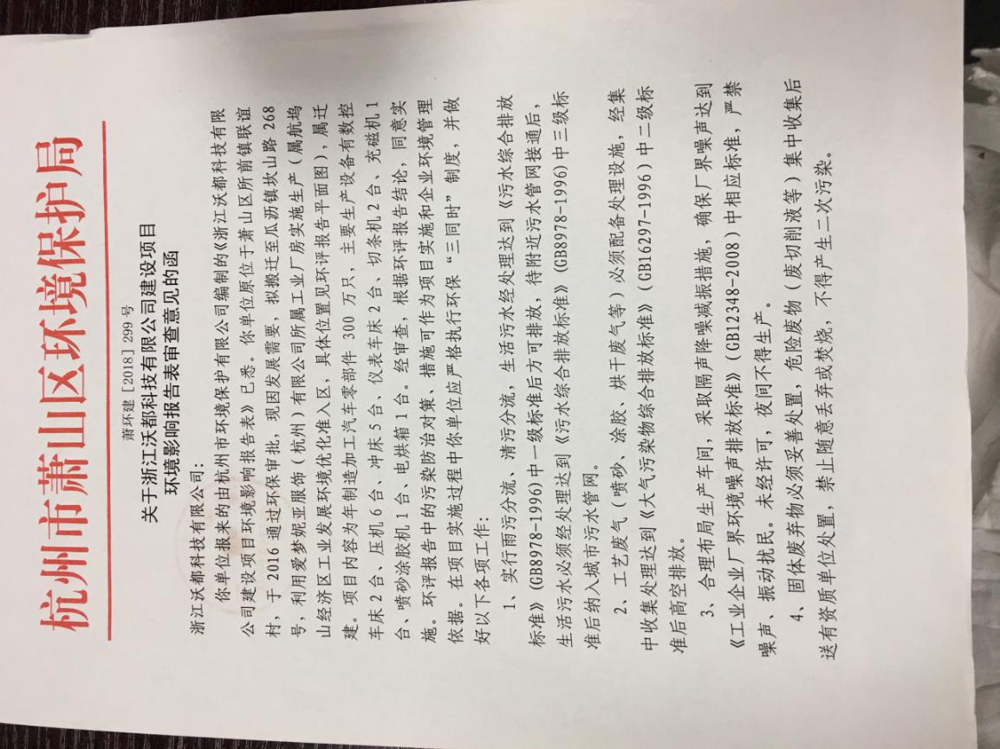 杭州市萧山区环境保护局
萧环建［2018］299 号
关于浙江沃都科技有限公司建设项目
环境影响报告表审查意见的函
浙江沃都科技有限公司：
你单位报来的由杭州市环境保护有限公司编制的《浙江沃都科技有限
公司建设项目环境影响报告表》已悉。你单位原位于萧山区所前镇联谊
村，于 2016 通过环保审批，现因发展需要，拟搬迁至瓜沥镇坎山路 268
号，利用爱梦妮亚服饰（杭州）有限公司所属工业厂房实施生产（属航坞
山经济区工业发展环境优化准入区，具体位置见环评报告平面图），属迁
建。项目内容为年制造加工汽车零部件 300 万只，主要生产设备有数控
车床 2 台、压机 6 台、冲床 5 台、仪表车床 2 台、切条机 2 台、充磁机 1
台、喷砂涂胶机 1 台、电烘箱 1 台。经审查，根据环评报告结论，同意实
施。环评报告中的污染防治对策、措施可作为项目实施和企业环境管理
依据。在项目实施过程中你单位应严格执行环保“三同时”制度，并做
好以下各项工作：
1、实行雨污分流、清污分流，生活污水经处理达到《污水综合排放
标准》(GB8978-1996)中一级标准后方可排放，待附近污水管网接通后，
生活污水必须经处理达到《污水综合排放标准》(GB8978-1996)中三级标
准后纳入城市污水管网。
2、工艺废气（喷砂、涂胶、烘干废气等）必须配备处理设施，经集
中收集处理达到《大气污染物综合排放标准》（GB16297-1996）中二级标
准后高空排放。
3、合理布局生产车间，采取隔声降噪减振措施，确保厂界噪声达到
《工业企业厂界环境噪声排放标准》（GB12348-2008）中相应标准，严禁
噪声、振动扰民。未经许可，夜间不得生产。
4、固体废弃物必须妥善处置，危险废物（废切削液等）集中收集后
送有资质单位处置，禁止随意丢弃或焚烧，不得产生二次污染。